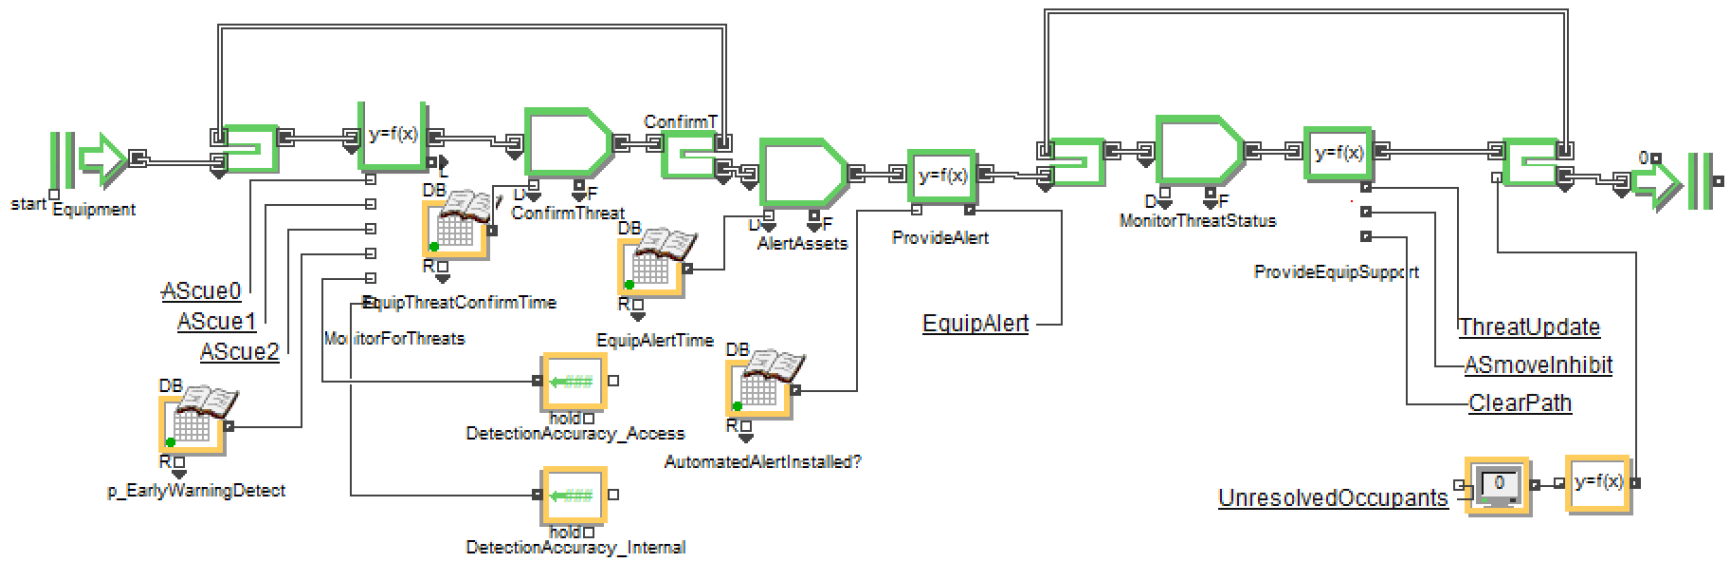 ConfirmT
y=f(x)
0
y=f(x)
y=f(x)
L
start
Equipment
DB
D
F
ConfirmThreat
D
F
AlertAssets
ProvideAlert
D
F
MonitorThreatStatus
DB
R
ProvideEquipSupport
AScue0
EquipThreatConfirmTime
R
AScue1
EquipAlert
ThreatUpdate
MonitorForThreats
EquipAlertTime
AScue2
DB
ASmoveInhibit
DB
###
ClearPath
hold
R
DetectionAccuracy_Access
R
AutomatedAlertInstalled?
p_EarlyWarningDetect
###
0
y=f(x)
UnresolvedOccupants
hold
DetectionAccuracy_Internal